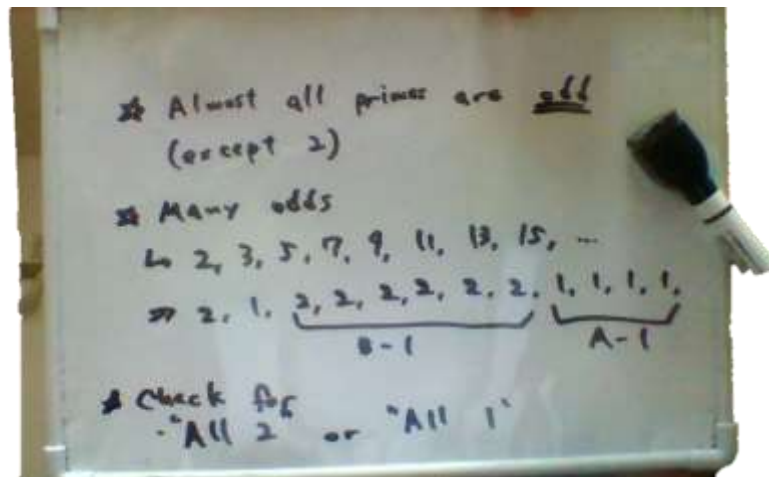 ☆ Almost all primes are odd
(except 2)
☆ Many odds
↳ 2, 3, 5, 7, 9, 11, 13, 15, ...
⇒ 2, 1, 2, 2, 2, 2, 2, 2, 1, 1, 1, 1,
B-1 A-1
☆ Check for
- "All 2" or "All 1"